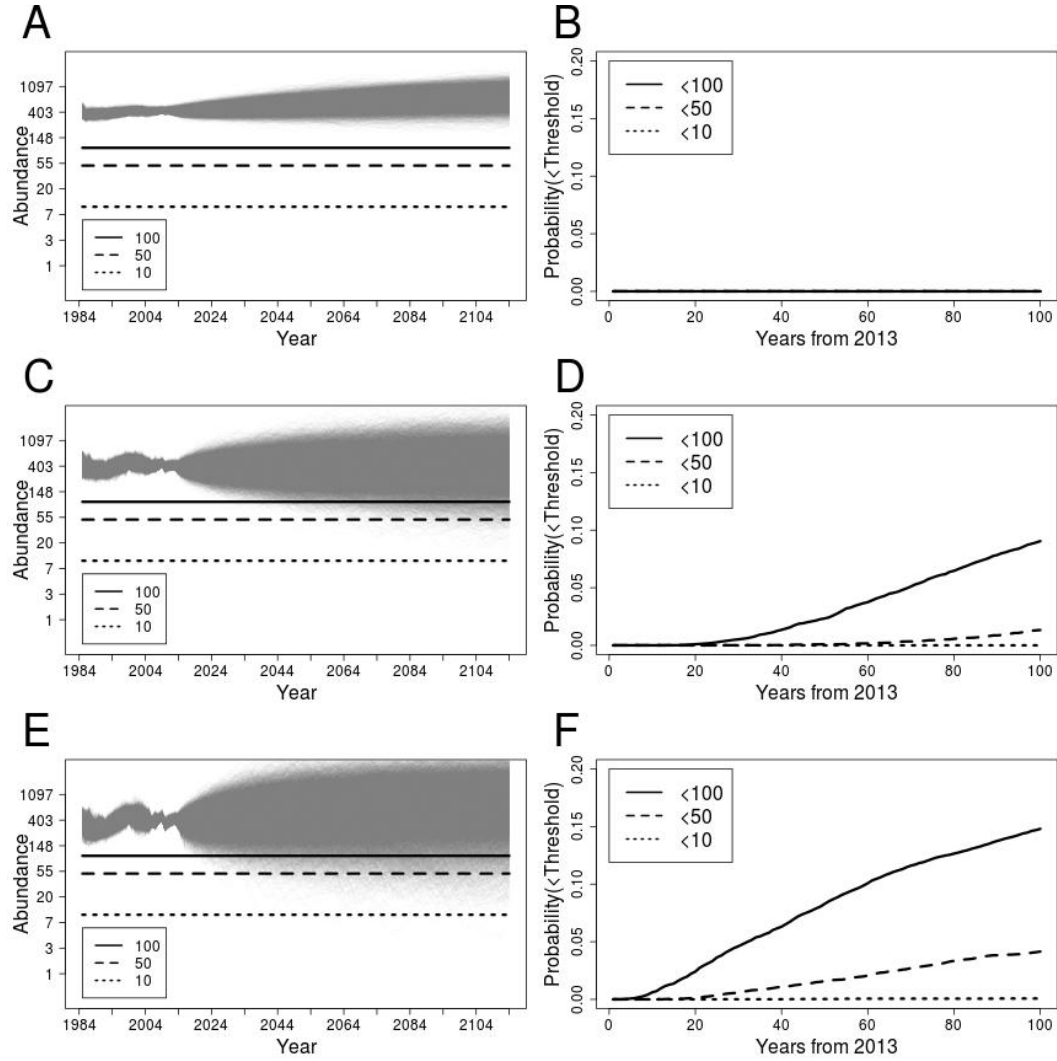 A
Abundance
1097
403
148
55
20
7
3
1
100
50
10
1984 2004 2024 2044 2064 2084 2104
Year
B
Probability(<Threshold)
0.20
0.15
0.10
0.05
0.00
<100
<50
<10
0 20 40 60 80 100
Years from 2013
C
Abundance
1097
403
148
55
20
7
3
1
100
50
10
1984 2004 2024 2044 2064 2084 2104
Year
D
Probability(<Threshold)
0.20
0.15
0.10
0.05
0.00
<100
<50
<10
0 20 40 60 80 100
Years from 2013
E
Abundance
1097
403
148
55
20
7
3
1
100
50
10
1984 2004 2024 2044 2064 2084 2104
Year
F
Probability(<Threshold)
0.20
0.15
0.10
0.05
0.00
<100
<50
<10
0 20 40 60 80 100
Years from 2013